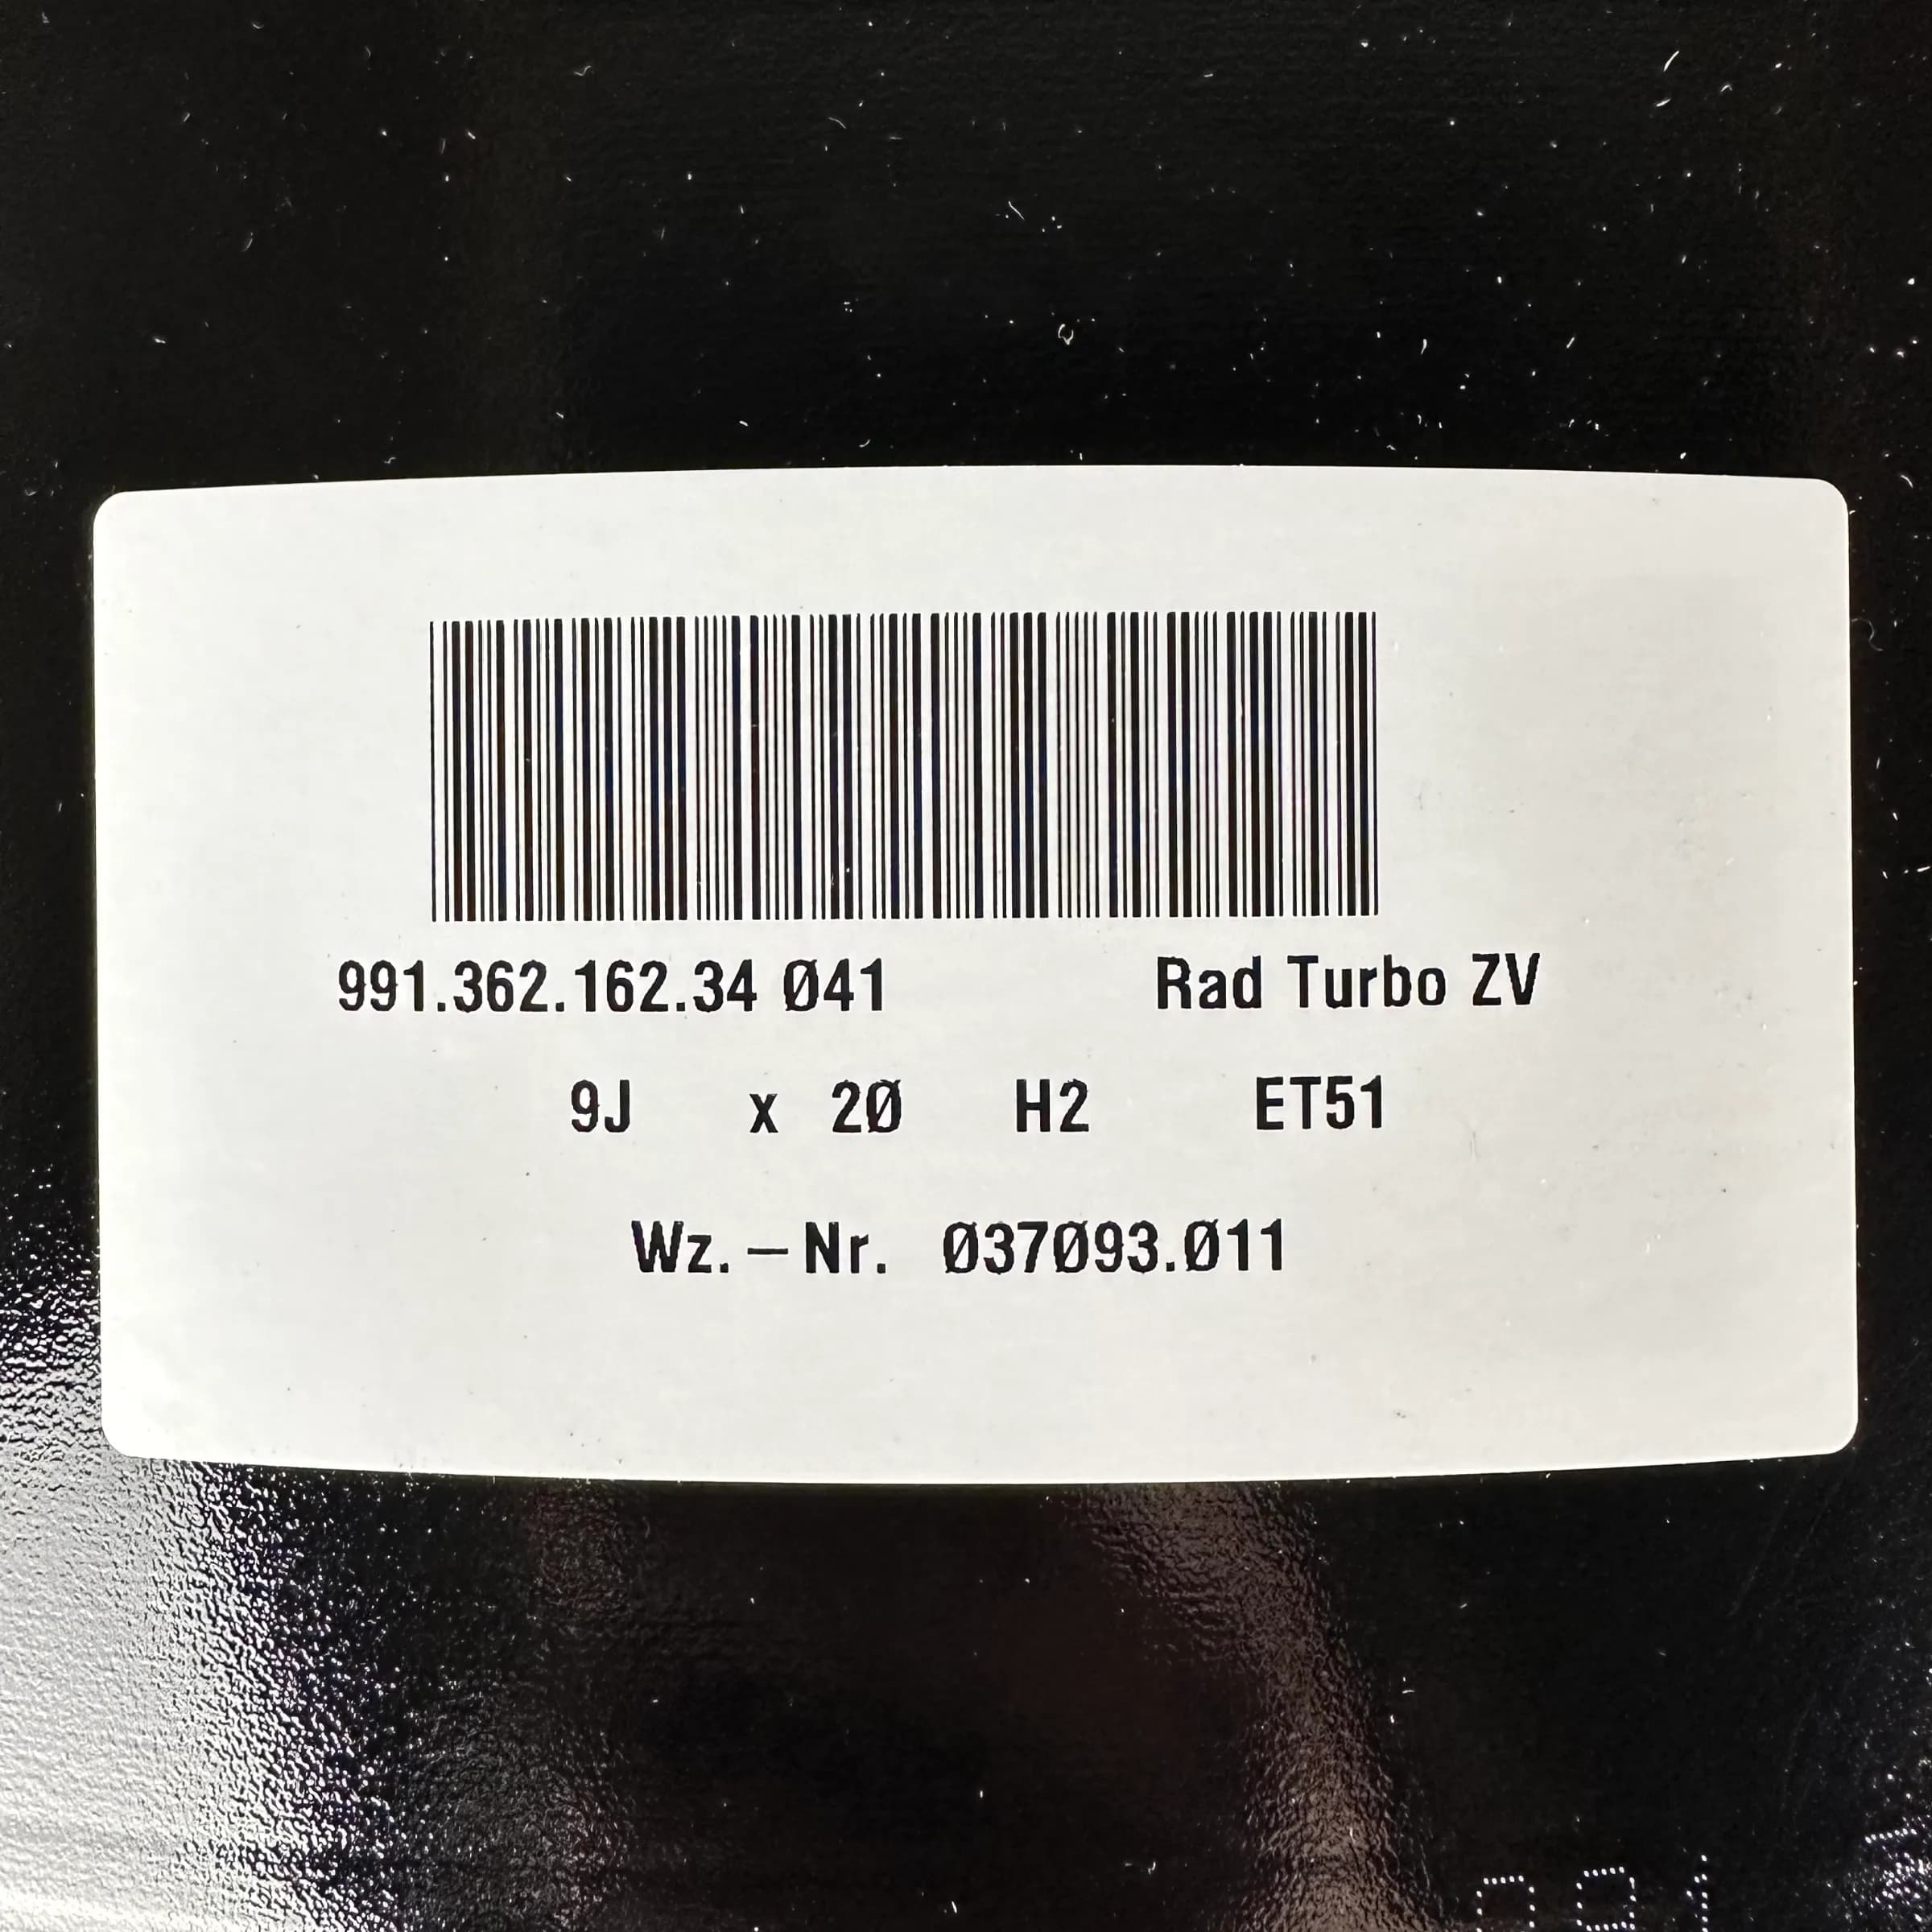 991.362.162.34 Ø41 Rad Turbo ZV
9J x 2Ø H2 ET51
Wz.-Nr. Ø37Ø93.Ø11